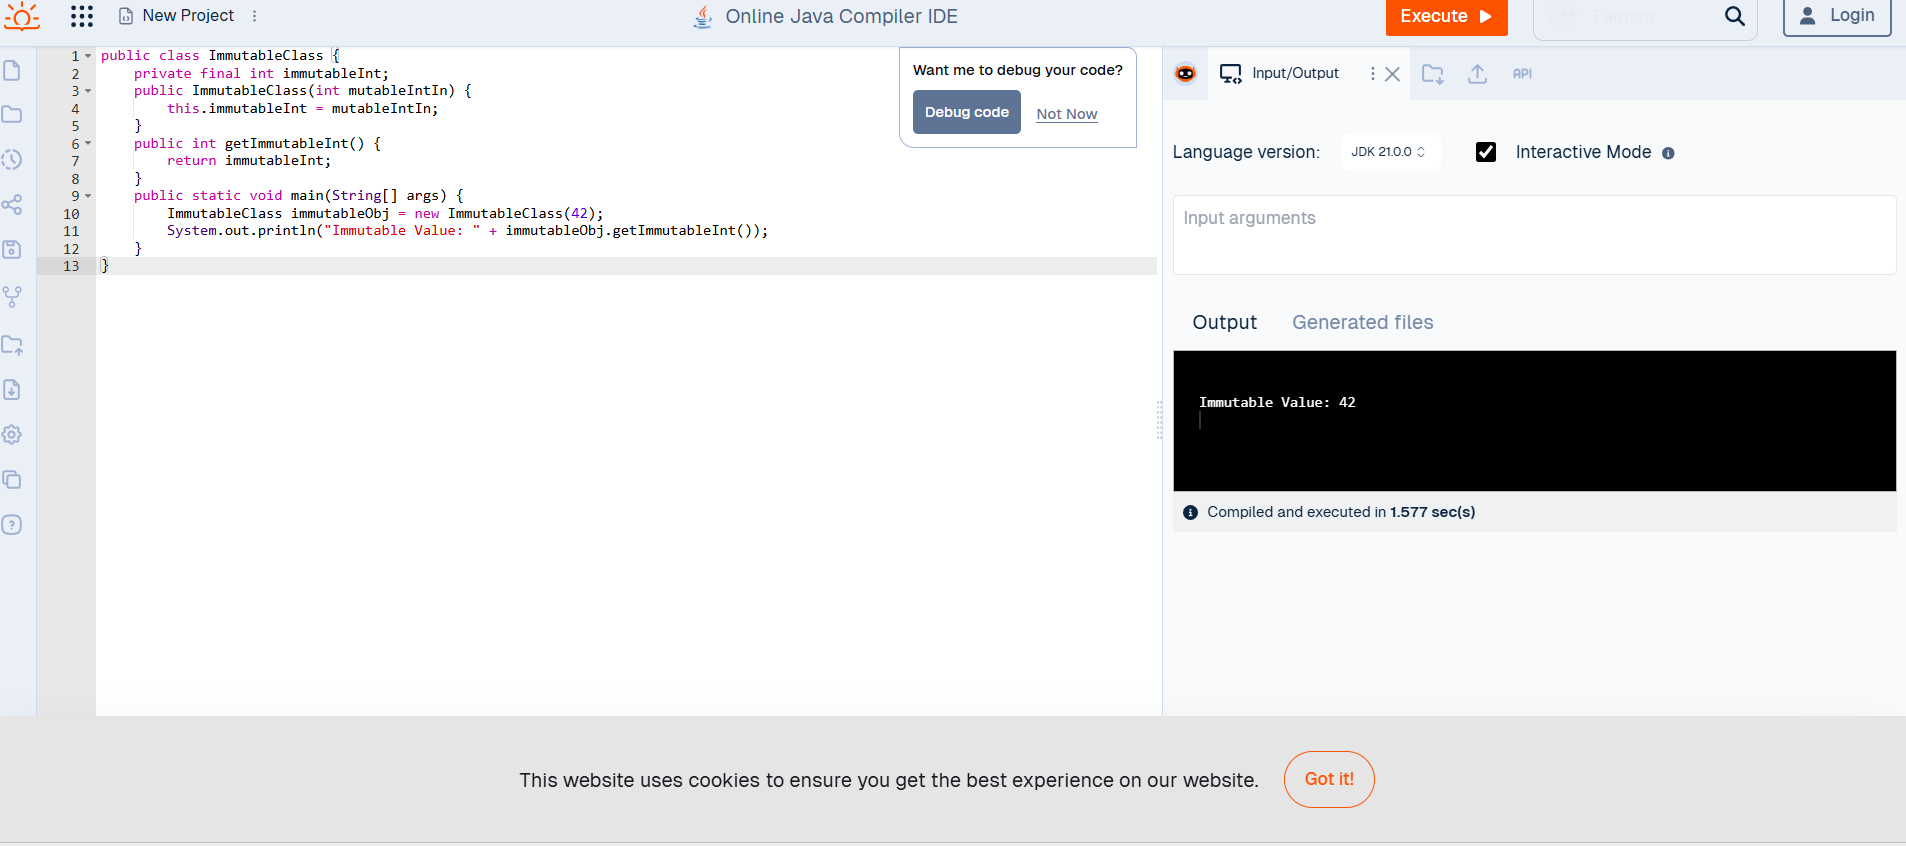 New Project
Online Java Compiler IDE
Execute
Login
1 public class ImmutableClass {
2     private final int immutableInt;
3     public ImmutableClass(int mutableIntIn) {
4         this.immutableInt = mutableIntIn;
5     }
6     public int getImmutableInt() {
7         return immutableInt;
8     }
9     public static void main(String[] args) {
10         ImmutableClass immutableObj = new ImmutableClass(42);
11         System.out.println("Immutable Value: " + immutableObj.getImmutableInt());
12     }
13 }
Want me to debug your code?
Debug code Not Now
Input/Output
API
Language version: JDK 21.0.0 Interactive Mode
Input arguments
Output Generated files
Immutable Value: 42
Compiled and executed in 1.577 sec(s)
This website uses cookies to ensure you get the best experience on our website. Got it!